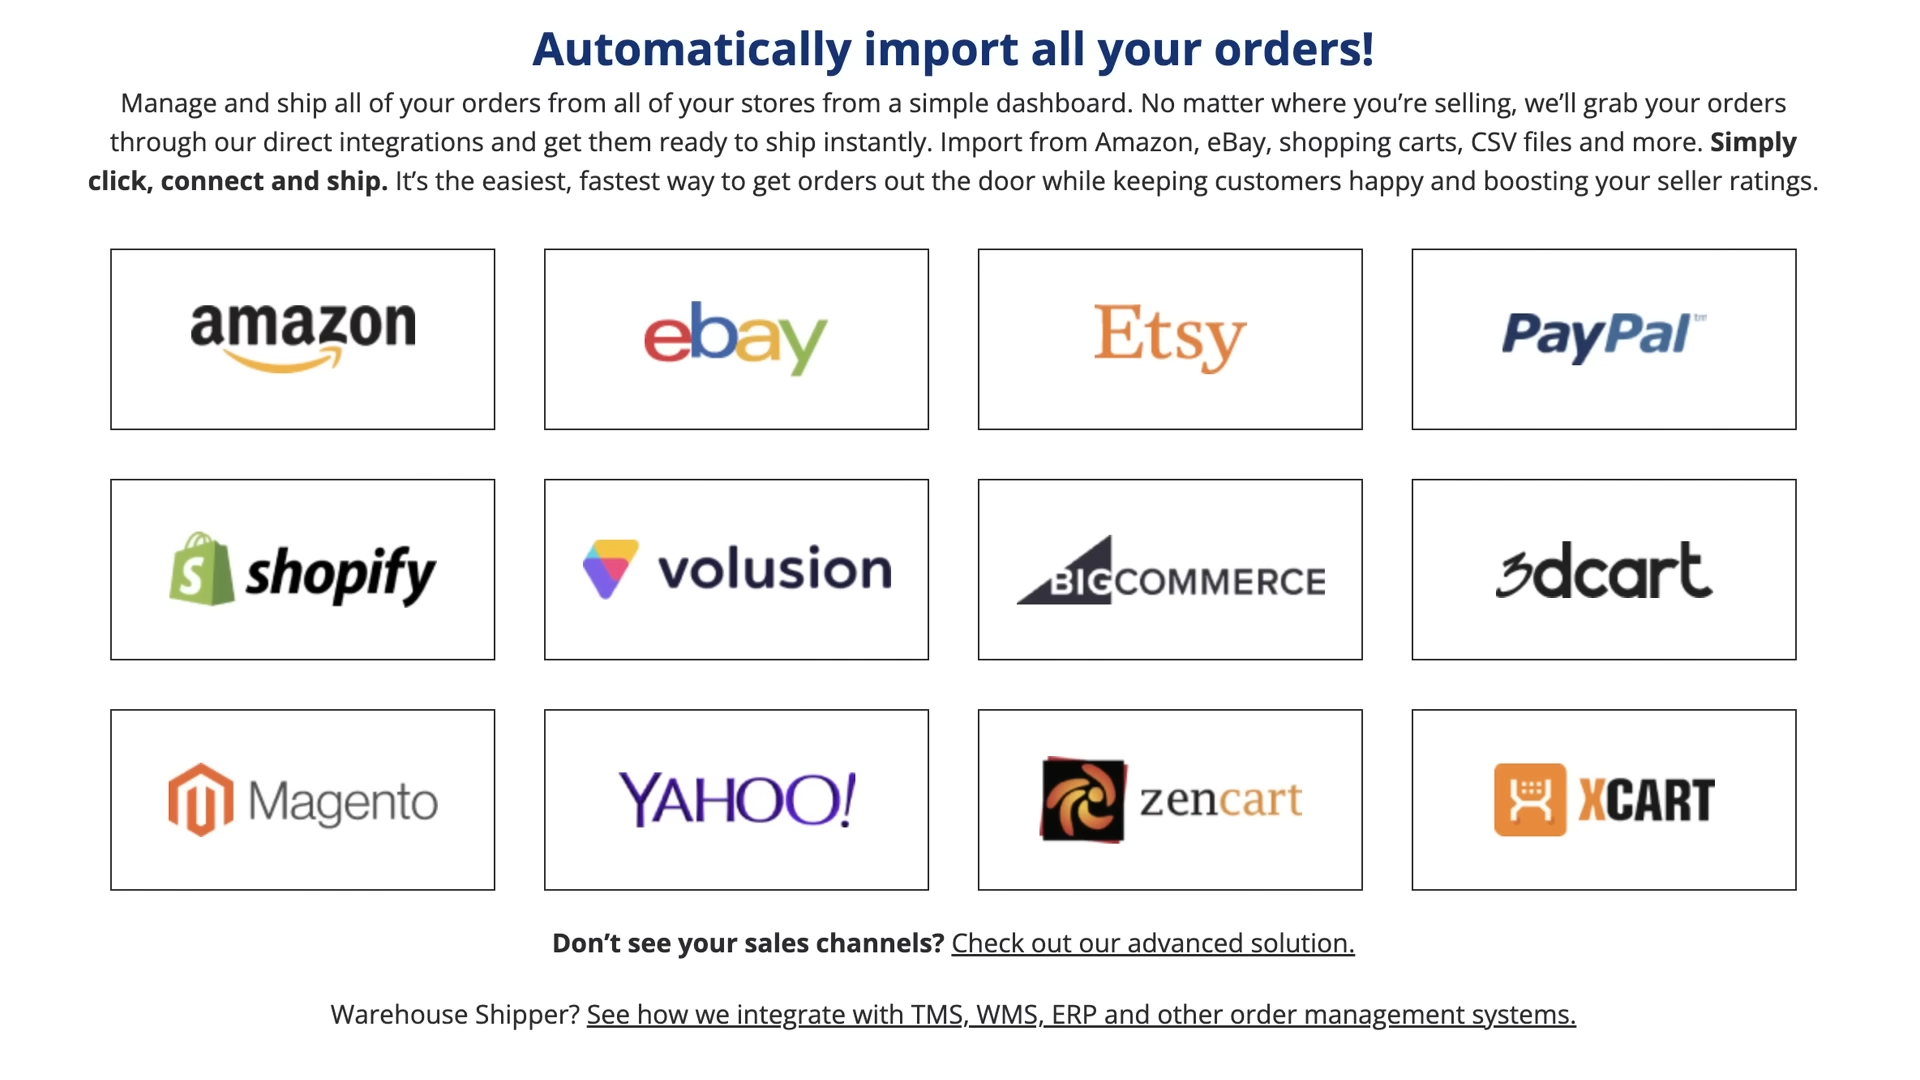 Automatically import all your orders!
Manage and ship all of your orders from all of your stores from a simple dashboard. No matter where you’re selling, we’ll grab your orders
through our direct integrations and get them ready to ship instantly. Import from Amazon, eBay, shopping carts, CSV files and more. Simply
click, connect and ship. It’s the easiest, fastest way to get orders out the door while keeping customers happy and boosting your seller ratings.
amazon
ebay
Etsy
PayPal™
S shopify
volusion
BIGCOMMERCE
3dcart
Magento
YAHOO!
zencart
XCART
Don’t see your sales channels? Check out our advanced solution.
Warehouse Shipper? See how we integrate with TMS, WMS, ERP and other order management systems.